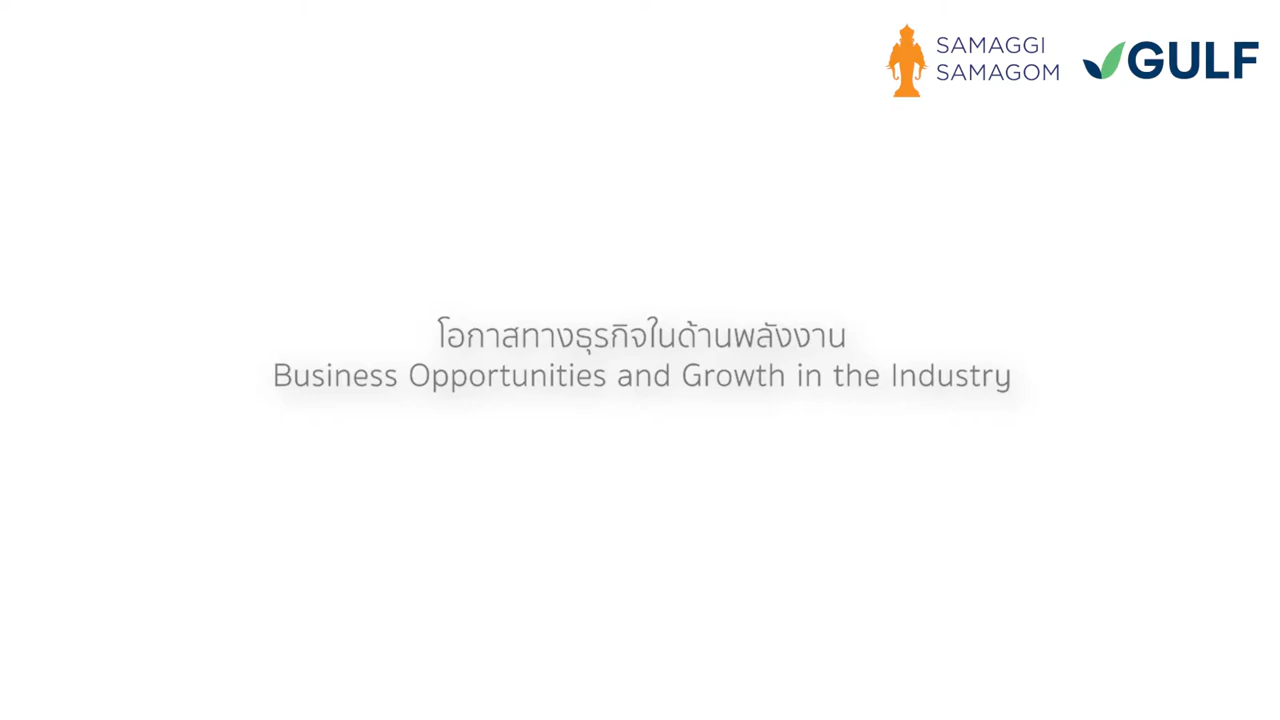 SAMAGGI
SAMAGOM
GULF
โอกาสทางธุรกิจในด้านพลังงาน
Business Opportunities and Growth in the Industry